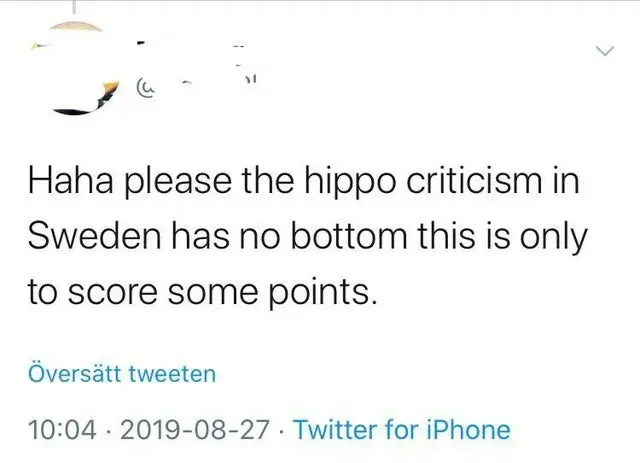 Haha please the hippo criticism in
Sweden has no bottom this is only
to score some points.
Översätt tweeten
10:04 · 2019-08-27 · Twitter for iPhone